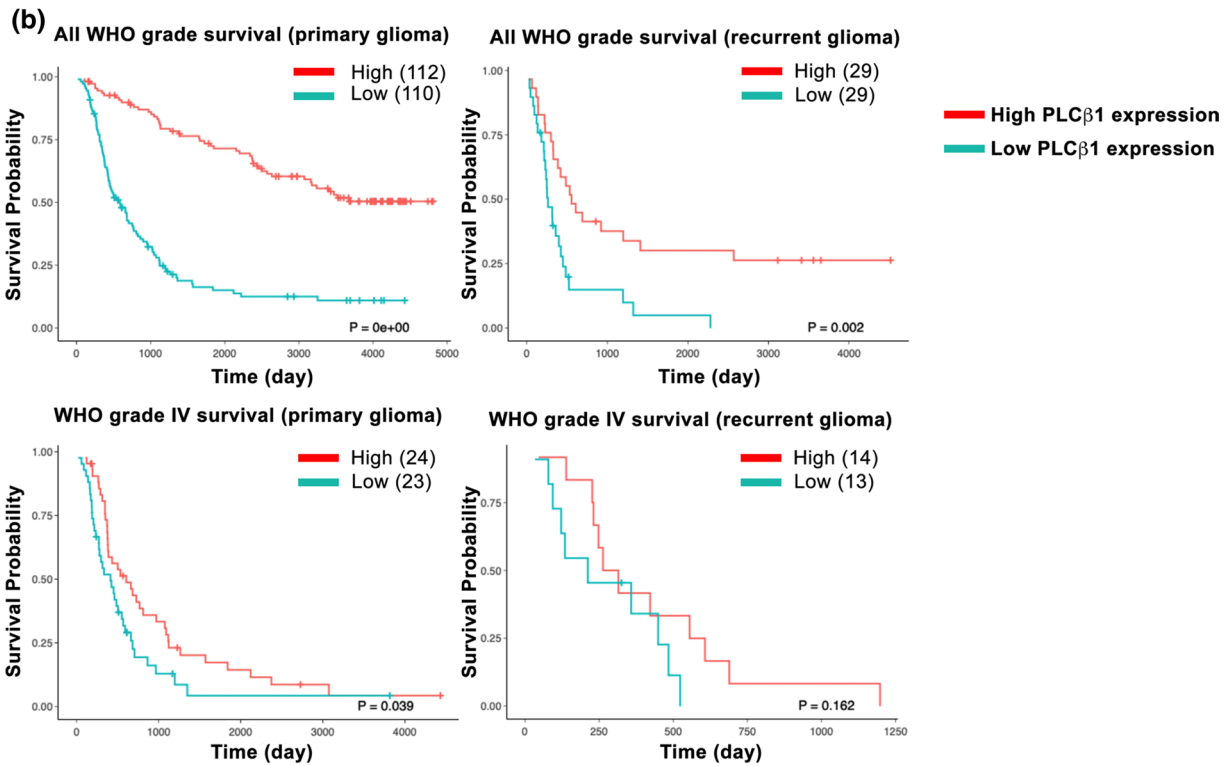 (b)
All WHO grade survival (primary glioma)
High (112)
Low (110)
Survival Probability
1.00
0.75
0.50
0.25
0.00
P = 0e+00
0
1000
2000
3000
4000
5000
Time (day)
All WHO grade survival (recurrent glioma)
High (29)
Low (29)
Survival Probability
1.00
0.75
0.50
0.25
0.00
P = 0.002
0
1000
2000
3000
4000
Time (day)
High PLCβ1 expression
Low PLCβ1 expression
WHO grade IV survival (primary glioma)
High (24)
Low (23)
Survival Probability
1.00
0.75
0.50
0.25
0.00
P = 0.039
0
1000
2000
3000
4000
Time (day)
WHO grade IV survival (recurrent glioma)
High (14)
Low (13)
Survival Probability
0.75
0.50
0.25
0.00
P = 0.162
0
250
500
750
1000
1250
Time (day)